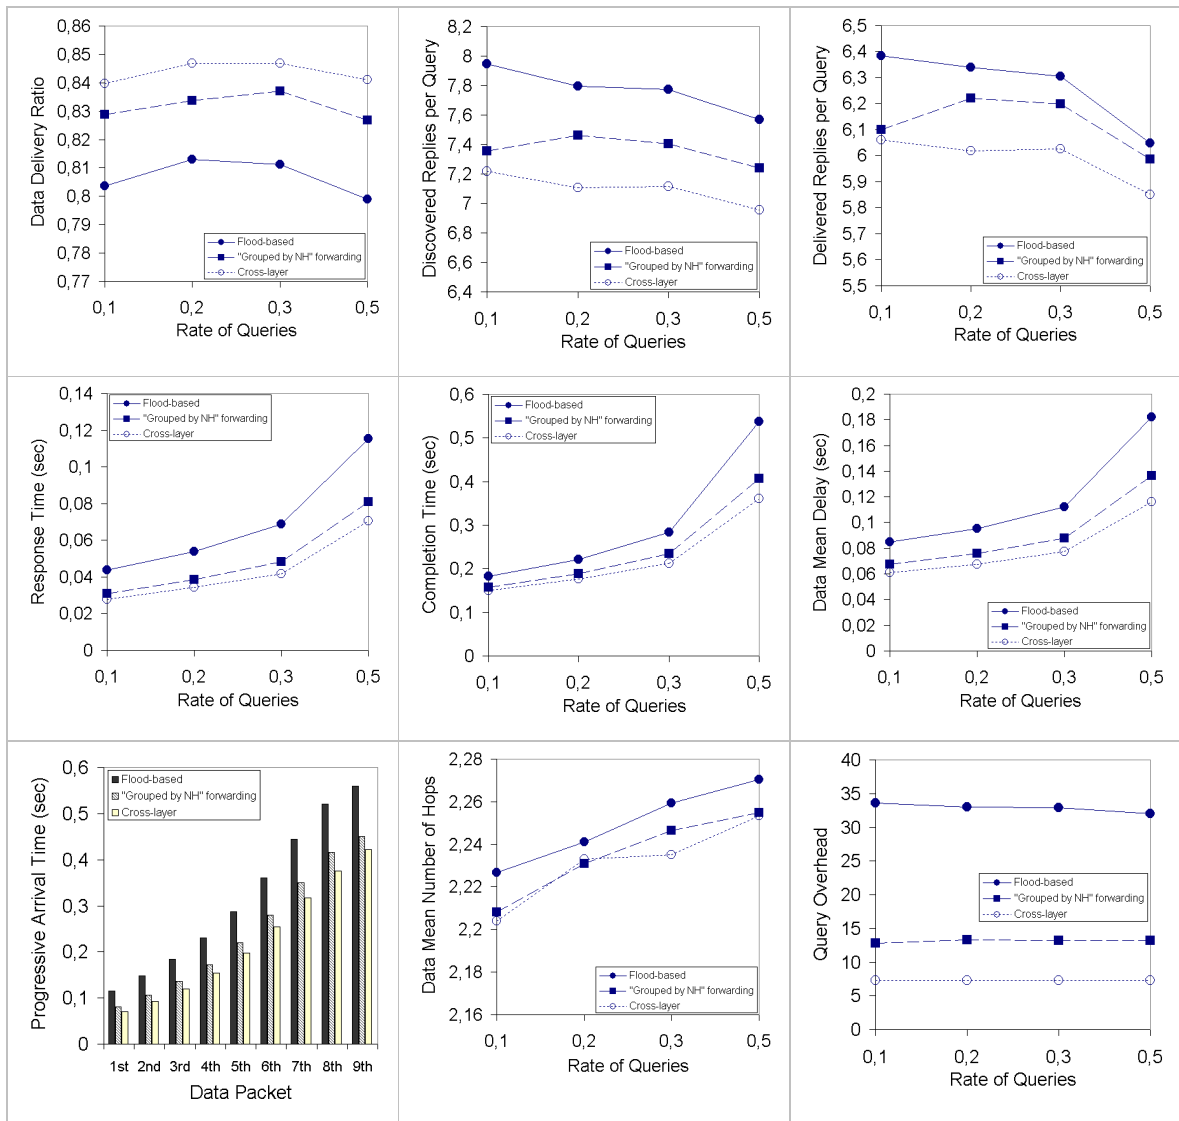 Data Delivery Ratio
0,86
0,85
0,84
0,83
0,82
0,81
0,8
0,79
0,78
0,77
Flood-based
"Grouped by NH" forwarding
Cross-layer
0,1 0,2 0,3 0,5
Rate of Queries
Discovered Replies per Query
8,2
8
7,8
7,6
7,4
7,2
7
6,8
6,6
6,4
Flood-based
"Grouped by NH" forwarding
Cross-layer
0,1 0,2 0,3 0,5
Rate of Queries
Delivered Replies per Query
6,5
6,4
6,3
6,2
6,1
6
5,9
5,8
5,7
5,6
5,5
Flood-based
"Grouped by NH" forwarding
Cross-layer
0,1 0,2 0,3 0,5
Rate of Queries
Response Time (sec)
0,14
0,12
0,1
0,08
0,06
0,04
0,02
0
Flood-based
"Grouped by NH" forwarding
Cross-layer
0,1 0,2 0,3 0,5
Rate of Queries
Completion Time (sec)
0,6
0,5
0,4
0,3
0,2
0,1
0
Flood-based
"Grouped by NH" forwarding
Cross-layer
0,1 0,2 0,3 0,5
Rate of Queries
Data Mean Delay (sec)
0,2
0,18
0,16
0,14
0,12
0,1
0,08
0,06
0,04
0,02
0
Flood-based
"Grouped by NH" forwarding
Cross-layer
0,1 0,2 0,3 0,5
Rate of Queries
Progressive Arrival Time (sec)
0,6
0,5
0,4
0,3
0,2
0,1
0
Flood-based
"Grouped by NH" forwarding
Cross-layer
1st 2nd 3rd 4th 5th 6th 7th 8th 9th
Data Packet
Data Mean Number of Hops
2,28
2,26
2,24
2,22
2,2
2,18
2,16
Flood-based
"Grouped by NH" forwarding
Cross-layer
0,1 0,2 0,3 0,5
Rate of Queries
Query Overhead
40
35
30
25
20
15
10
5
0
Flood-based
"Grouped by NH" forwarding
Cross-layer
0,1 0,2 0,3 0,5
Rate of Queries